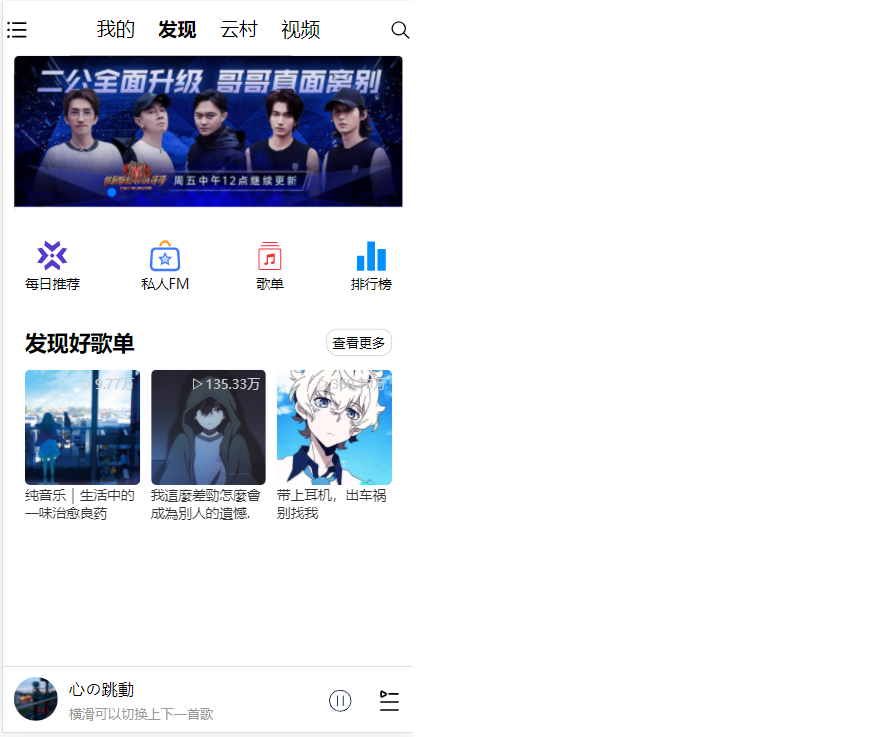 我的 发现 云村 视频
二公全面升级 哥哥直面离别
周五中午12点继续更新
每日推荐 私人FM 歌单 排行榜
发现好歌单 查看更多
9.77万 135.33万
纯音乐｜生活中的
一味治愈良药
我這麼差勁怎麼會
成為別人的遺憾.
带上耳机，出车祸
别找我
心の跳動
横滑可以切换上下一首歌